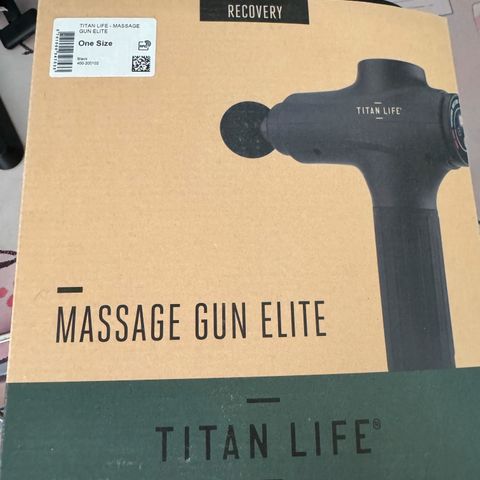 RECOVERY
TITAN LIFE - MASSAGE
GUN ELITE
One Size
Black
TITAN LIFE®
MASSAGE GUN ELITE
TITAN LIFE®